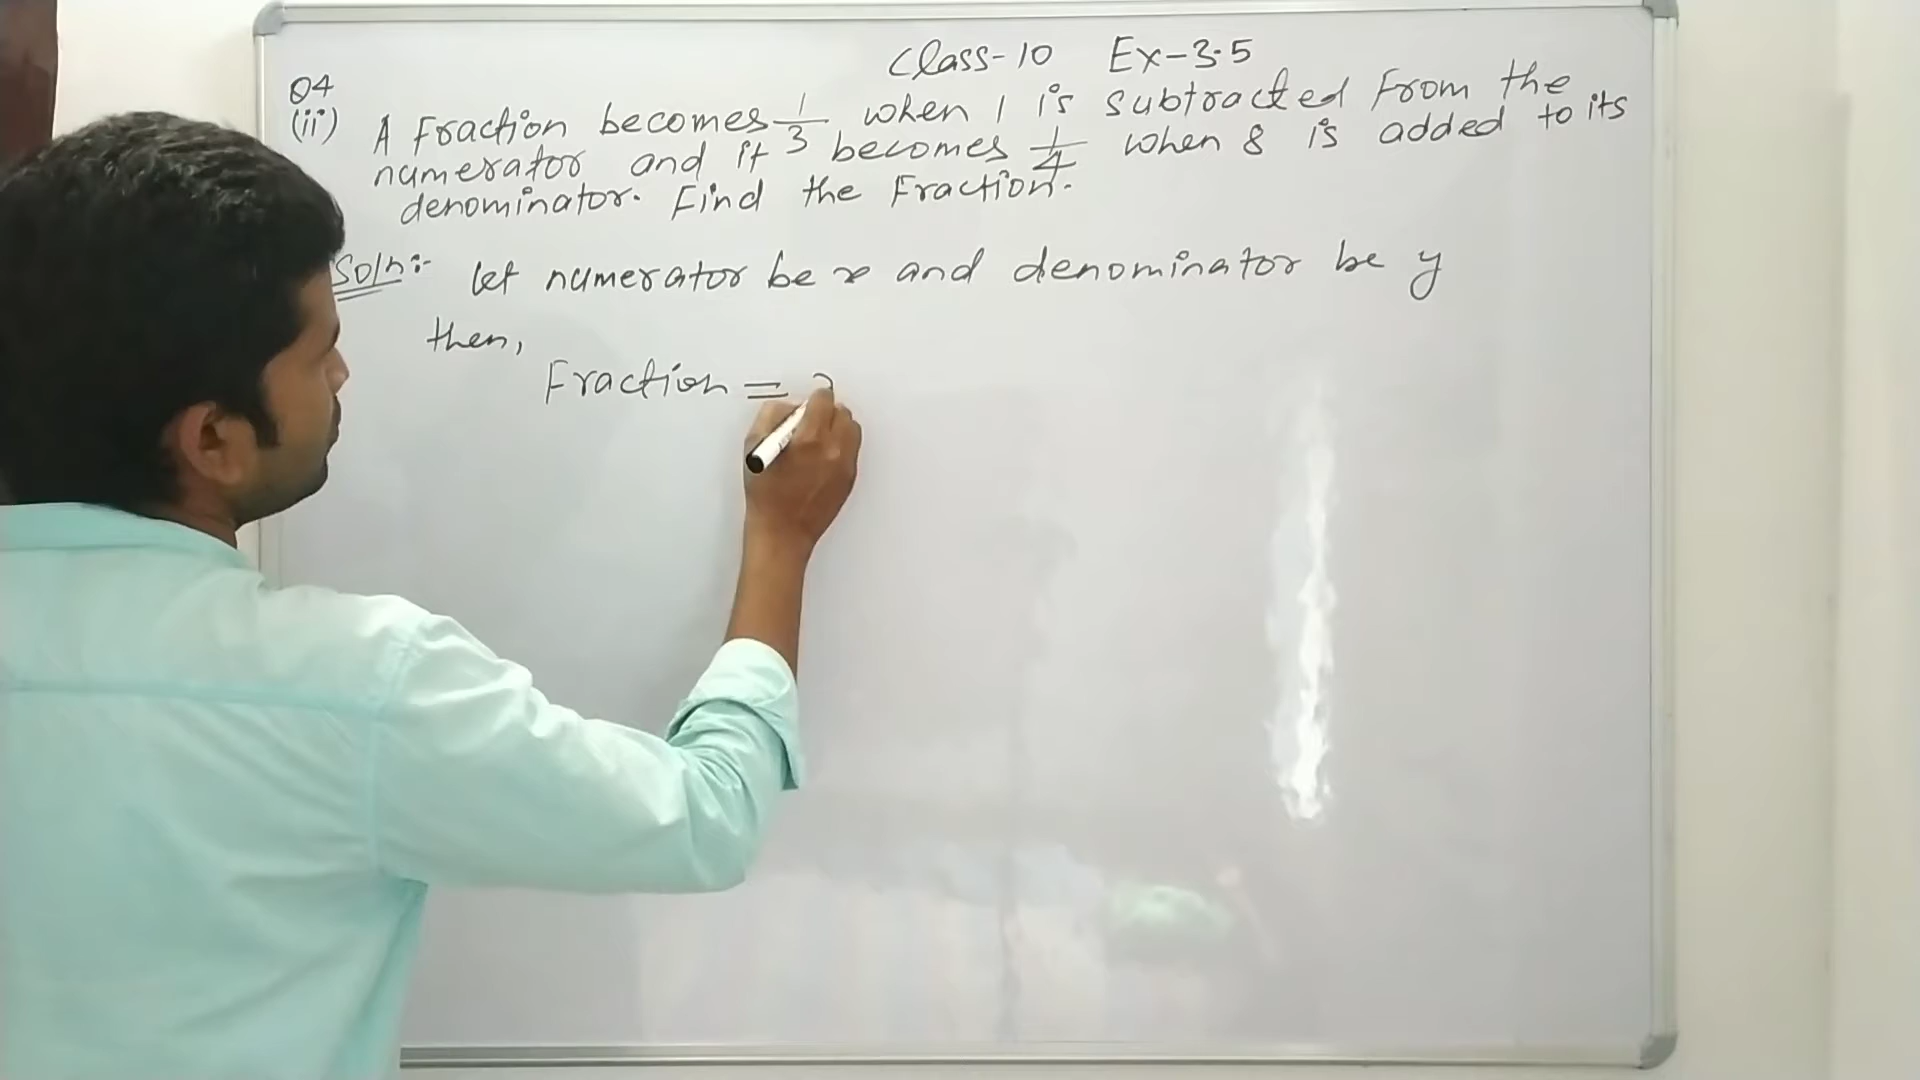 Class-10 Ex-3.5
Q4
(ii) A Fraction becomes 1/3 when 1 is subtracted From the
numerator and it becomes 1/4 when 8 is added to its
denominator. Find the Fraction.
Soln:- let numerator be x and denominator be y
then,
Fraction =